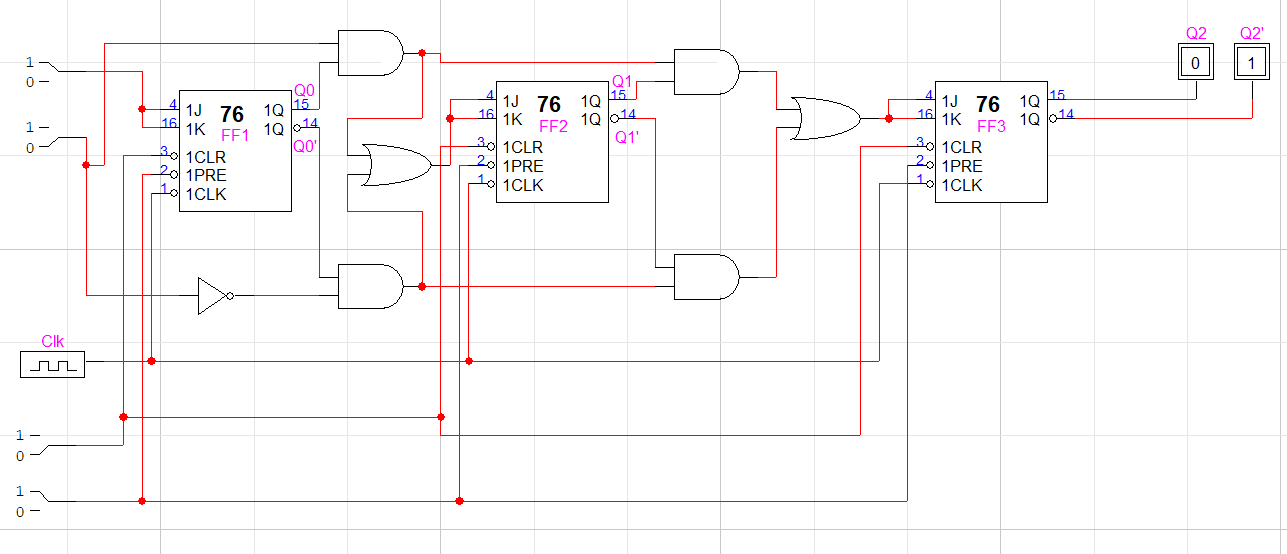 Q2 Q2'
1
0
0 1
Q0
4 1J 76 1Q 15
16 1K FF1 1Q 14
Q0'
3 1CLR
2 1PRE
1 1CLK
1
0
Q1
4 1J 76 1Q 15
16 1K FF2 1Q 14
Q1'
3 1CLR
2 1PRE
1 1CLK
4 1J 76 1Q 15
16 1K FF3 1Q 14
3 1CLR
2 1PRE
1 1CLK
Clk
1
0
1
0